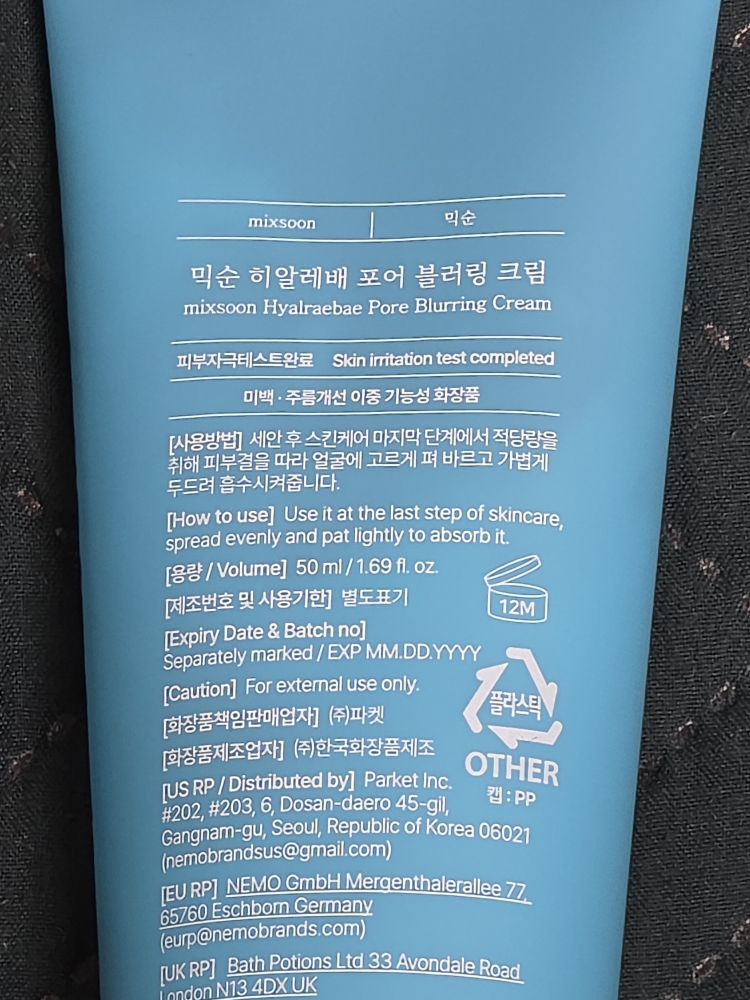 mixsoon | 믹순
믹순 히알레배 포어 블러링 크림
mixsoon Hyalraebae Pore Blurring Cream
피부자극테스트완료 Skin irritation test completed
미백 · 주름개선 이중 기능성 화장품
[사용방법] 세안 후 스킨케어 마지막 단계에서 적당량을
취해 피부결을 따라 얼굴에 고르게 펴 바르고 가볍게
두드려 흡수시켜줍니다.
[How to use] Use it at the last step of skincare,
spread evenly and pat lightly to absorb it.
[용량 / Volume] 50 ml / 1.69 fl. oz.
[제조번호 및 사용기한] 별도표기
12M
[Expiry Date & Batch no]
Separately marked / EXP MM.DD.YYYY
[Caution] For external use only.
[화장품책임판매업자] (주)파켓
[화장품제조업자] (주)한국화장품제조
플라스틱
OTHER
캡 : PP
[US RP / Distributed by] Parket Inc.
#202, #203, 6, Dosan-daero 45-gil,
Gangnam-gu, Seoul, Republic of Korea 06021
(nemobrandsus@gmail.com)
[EU RP] NEMO GmbH Mergenthalerallee 77,
65760 Eschborn Germany
(eurp@nemobrands.com)
[UK RP] Bath Potions Ltd 33 Avondale Road
London N13 4DX UK